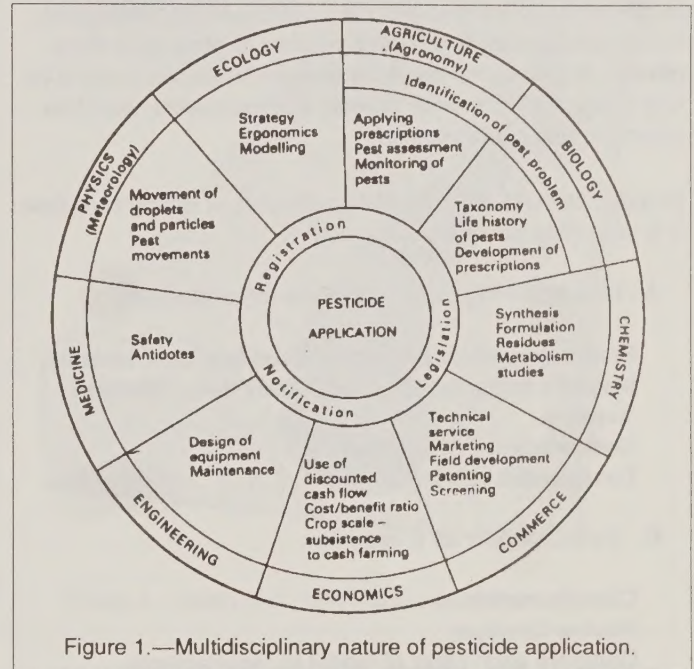 AGRICULTURE
(Agronomy)
Identification of pest problem
Applying
prescriptions
Pest assessment
Monitoring of
pests
BIOLOGY
Taxonomy
Life history
of pests
Development of
prescriptions
CHEMISTRY
Synthesis
Formulation
Residues
Metabolism
studies
COMMERCE
Technical
service
Marketing
Field development
Patenting
Screening
ECONOMICS
Use of
discounted
cash flow
Cost/benefit ratio
Crop scale –
subsistence
to cash farming
ENGINEERING
Design of
equipment
Maintenance
MEDICINE
Safety
Antidotes
PHYSICS
(Meteorology)
Movement of
droplets
and particles
Pest
movements
ECOLOGY
Strategy
Ergonomics
Modelling
Registration
Legislation
Notification
PESTICIDE
APPLICATION
Figure 1.—Multidisciplinary nature of pesticide application.